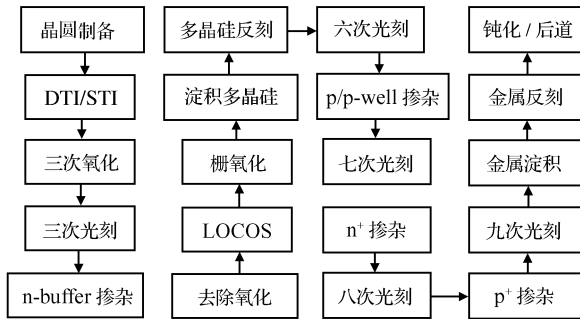 晶圆制备
DTI/STI
三次氧化
三次光刻
n-buffer 掺杂
去除氧化
LOCOS
栅氧化
淀积多晶硅
多晶硅反刻
六次光刻
p/p-well 掺杂
七次光刻
n⁺ 掺杂
八次光刻
p⁺ 掺杂
九次光刻
金属淀积
金属反刻
钝化 / 后道